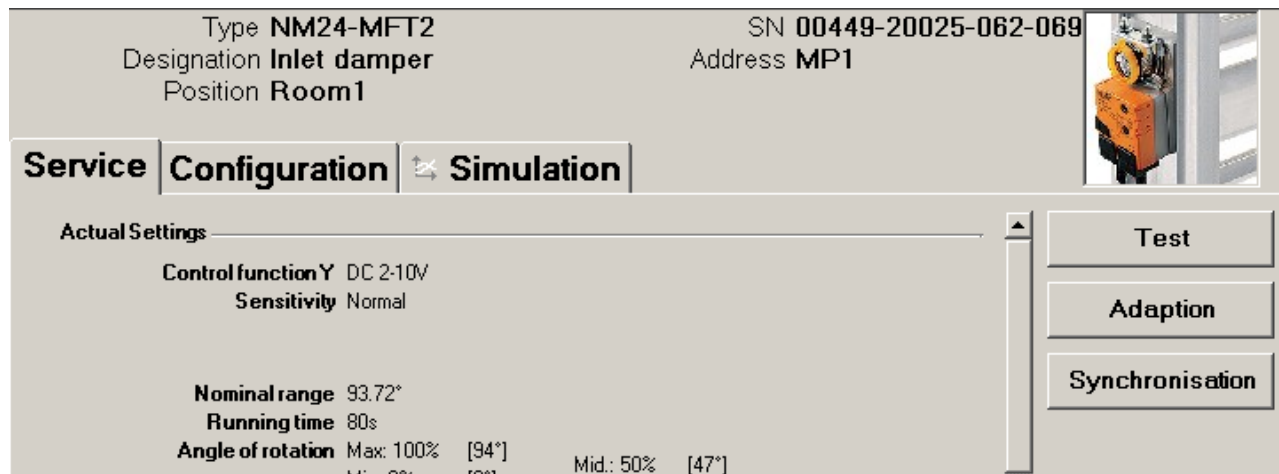 Type NM24-MFT2 SN 00449-20025-062-069
Designation Inlet damper Address MP1
Position Room1
Service Configuration Simulation
Actual Settings
Test
Control function Y DC 2-10V
Sensitivity Normal
Adaption
Synchronisation
Nominal range 93.72°
Running time 80s
Angle of rotation Max: 100% [94°]
Mid.: 50% [47°]